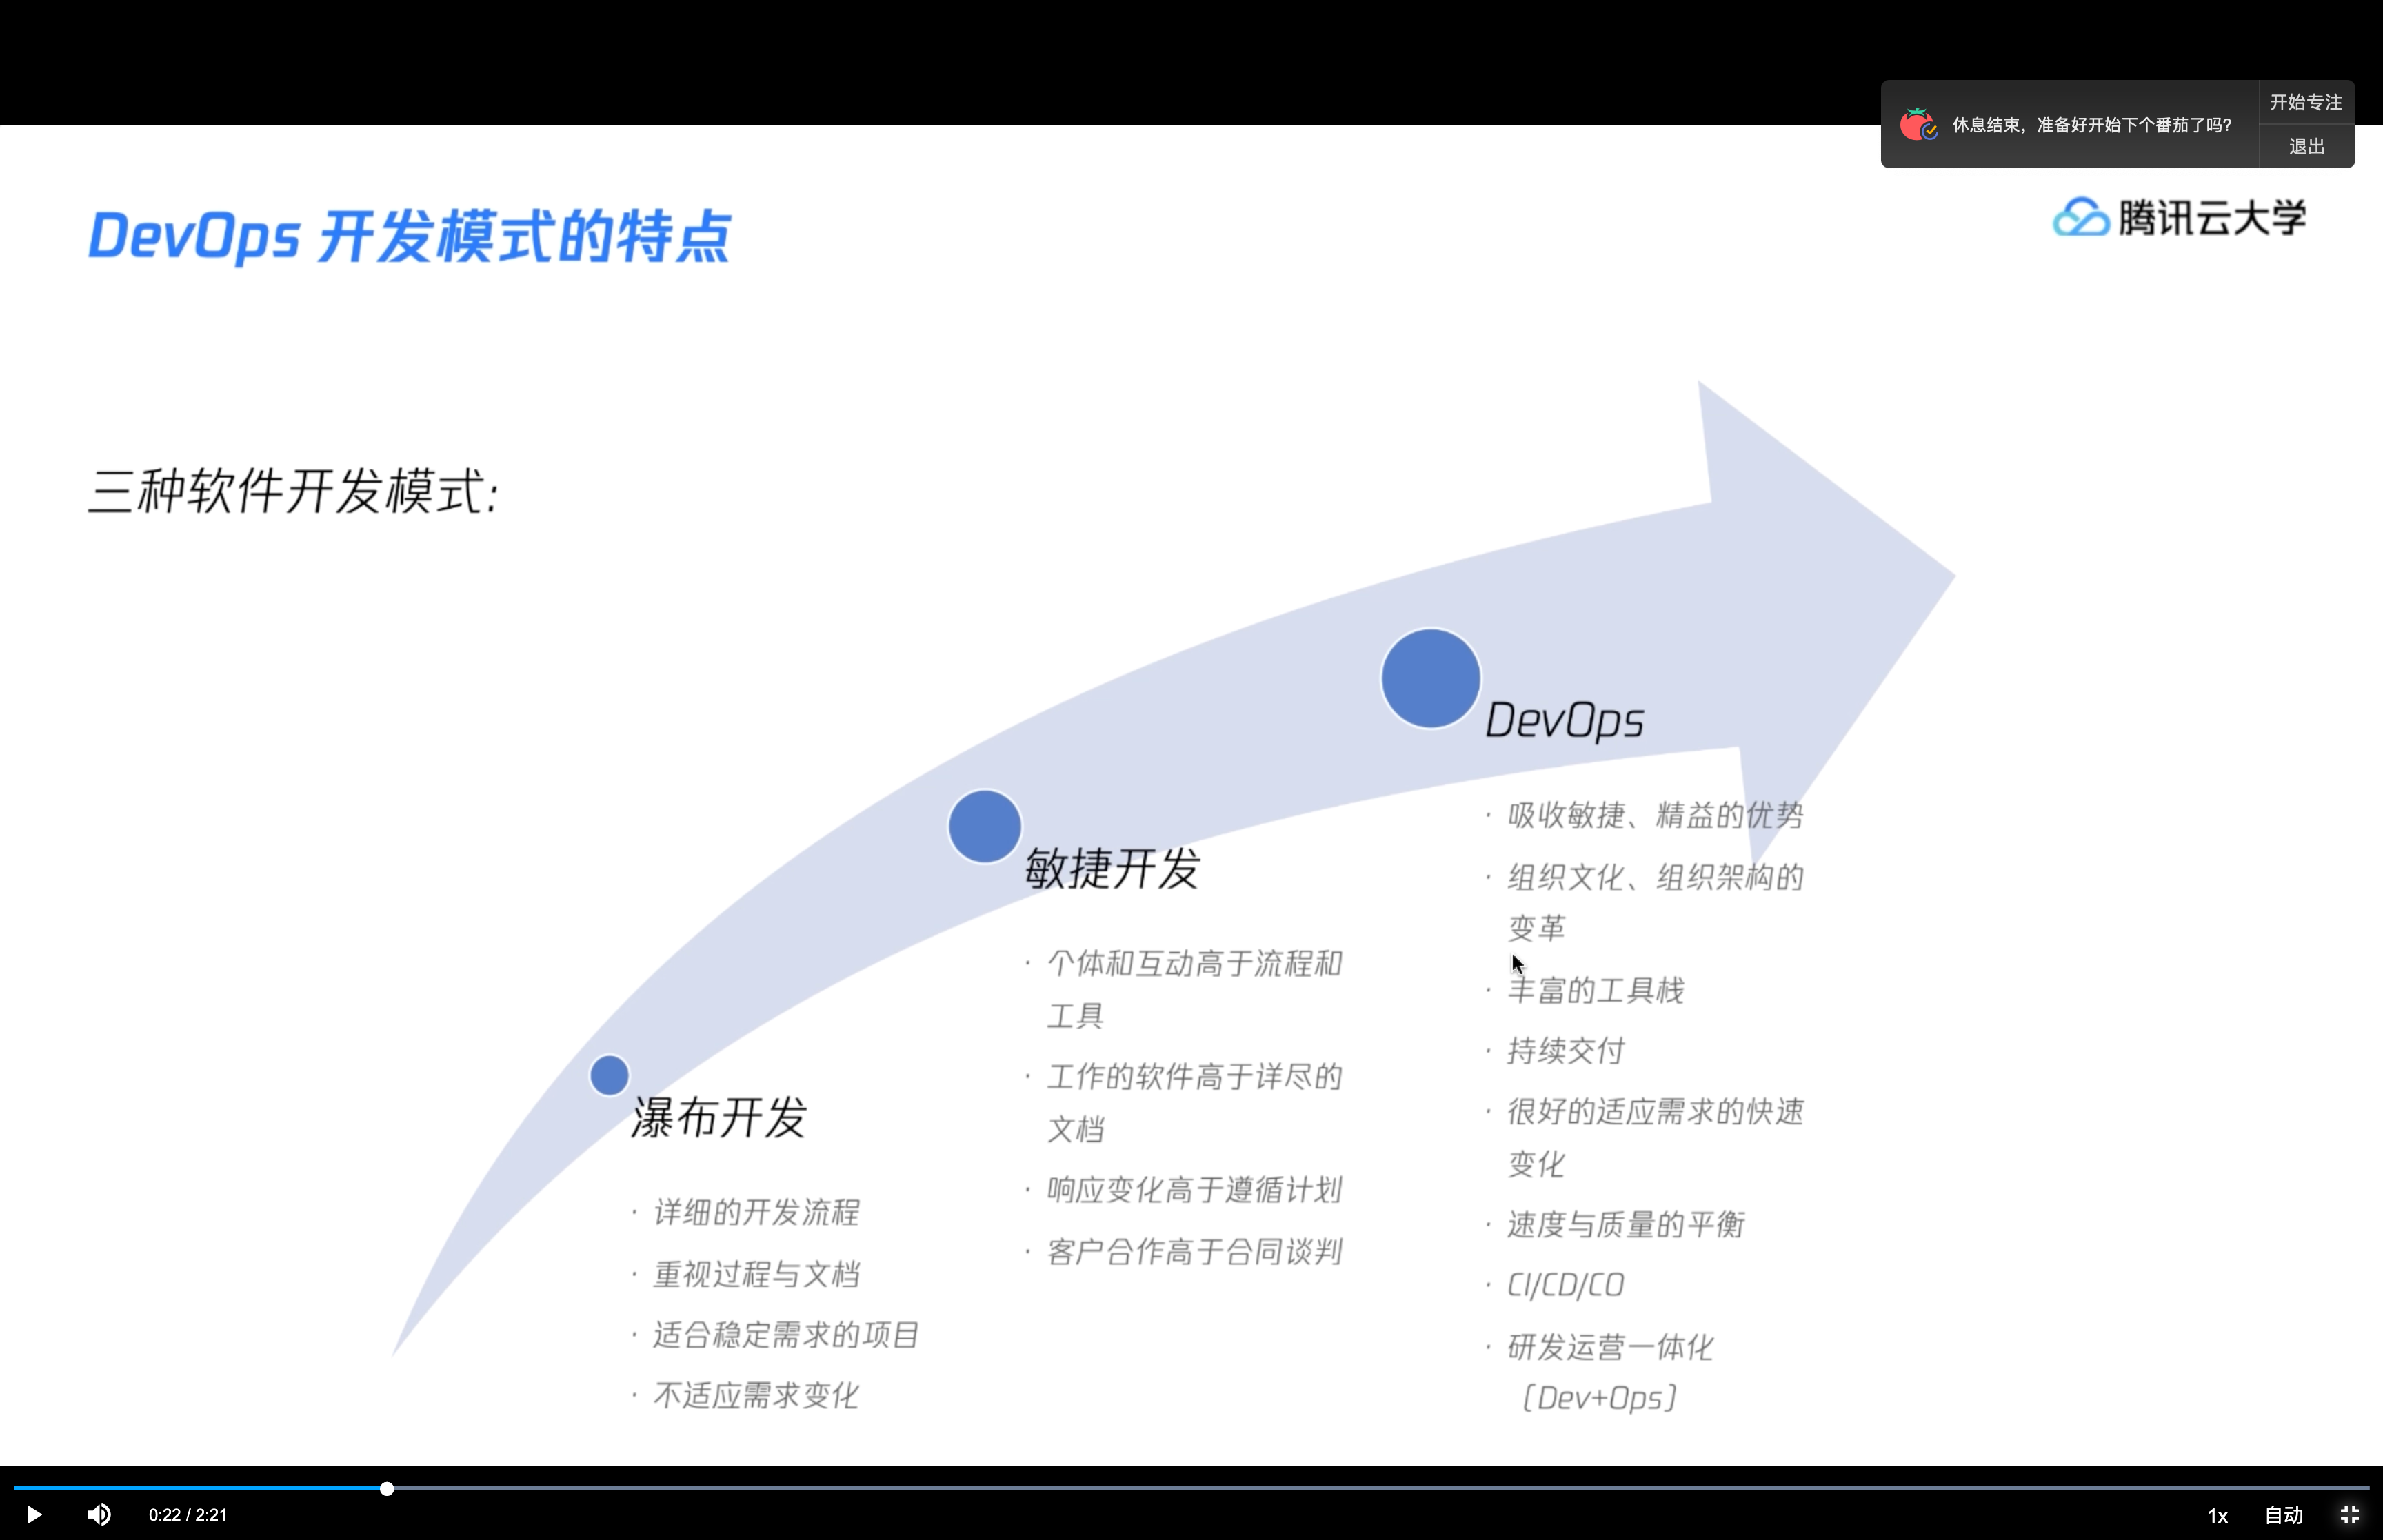 休息结束，准备好开始下个番茄了吗?
开始专注
退出
DevOps 开发模式的特点
腾讯云大学
三种软件开发模式:
DevOps
· 吸收敏捷、精益的优势
· 组织文化、组织架构的
变革
· 丰富的工具栈
· 持续交付
· 很好的适应需求的快速
变化
· 速度与质量的平衡
· CI/CD/CO
· 研发运营一体化
（Dev+Ops）
敏捷开发
· 个体和互动高于流程和
工具
· 工作的软件高于详尽的
文档
· 响应变化高于遵循计划
· 客户合作高于合同谈判
瀑布开发
· 详细的开发流程
· 重视过程与文档
· 适合稳定需求的项目
· 不适应需求变化
0:22 / 2:21
1x
自动